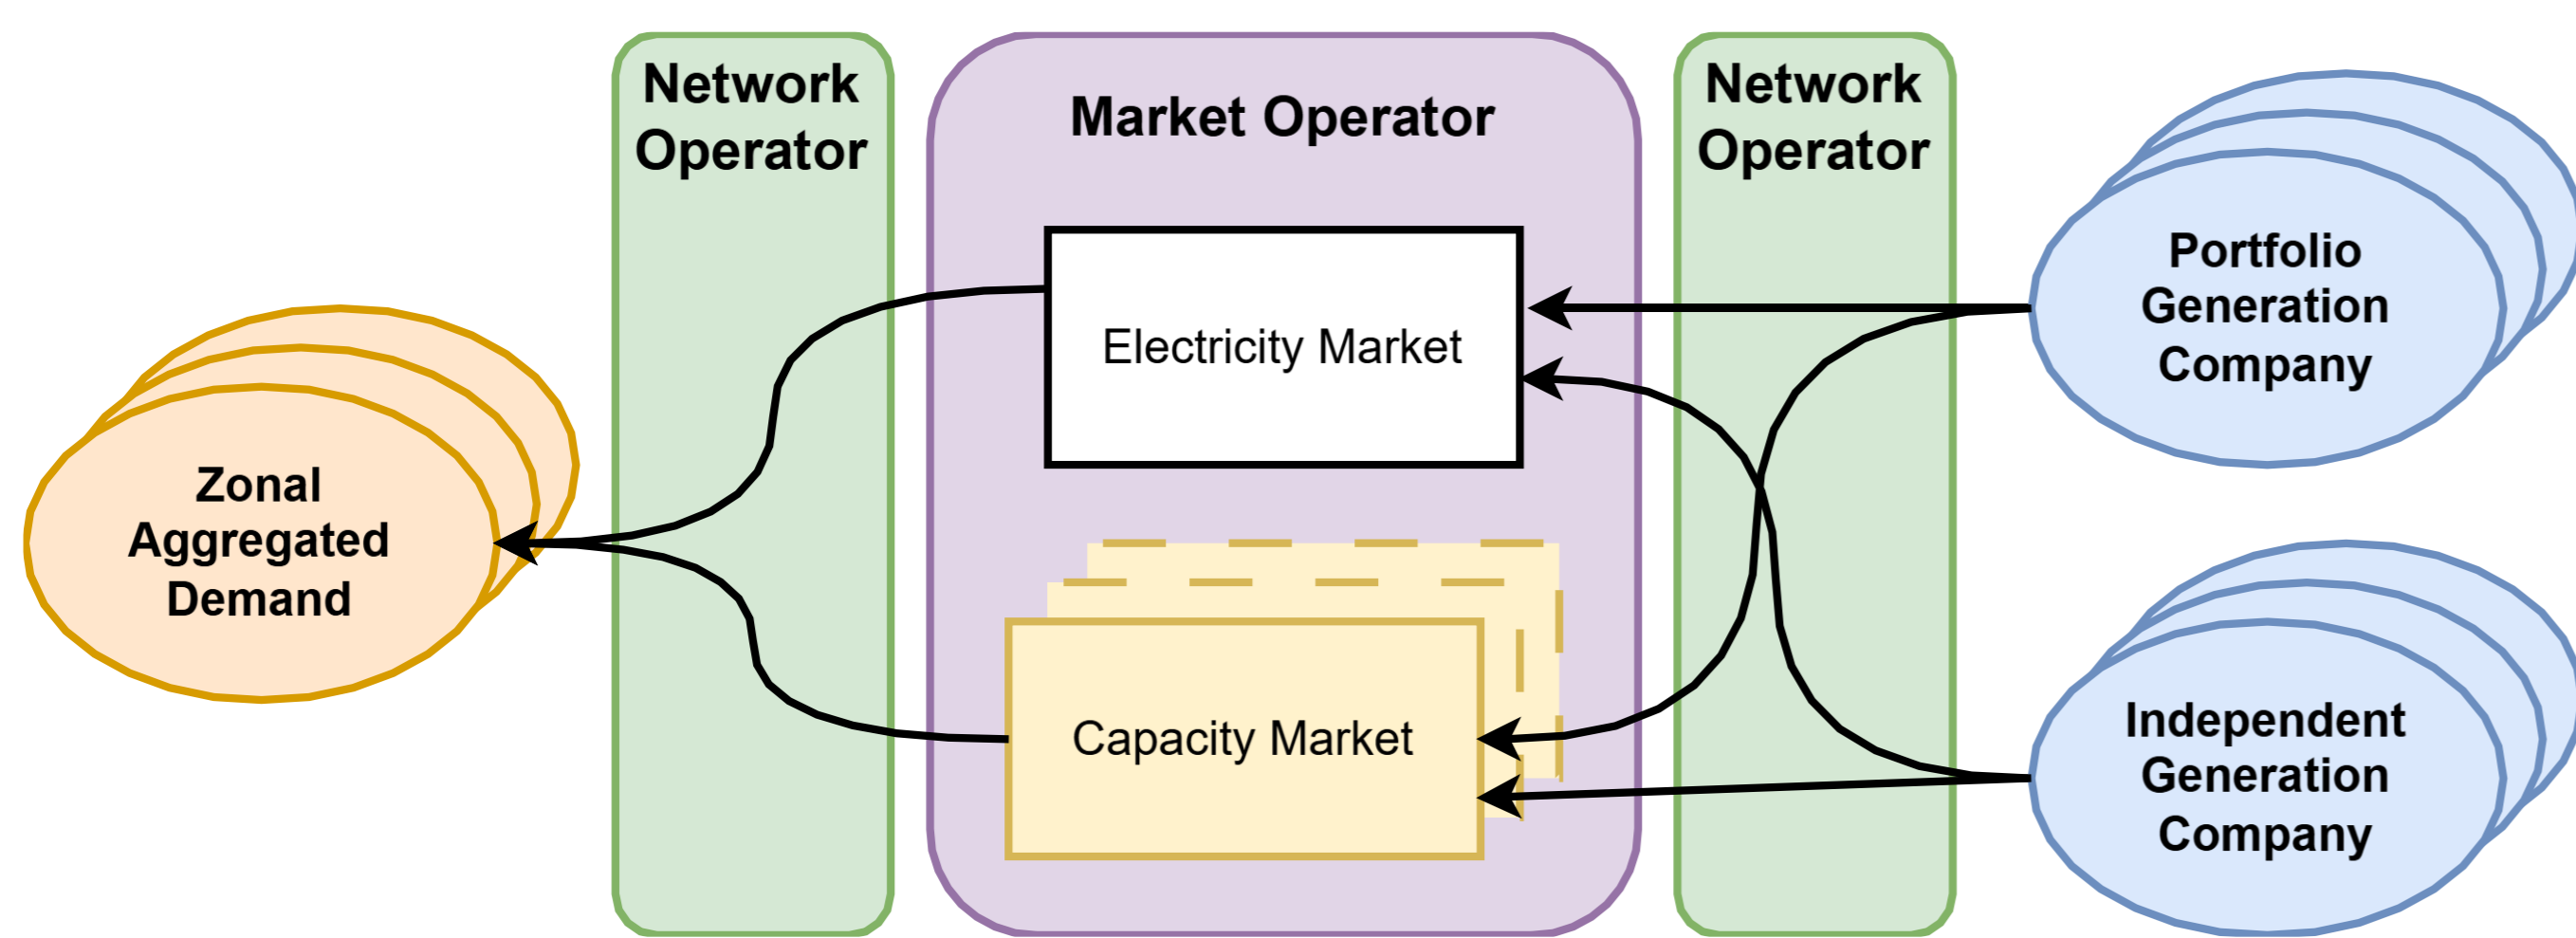 Network
Operator
Market Operator
Network
Operator
Portfolio
Generation
Company
Electricity Market
Zonal
Aggregated
Demand
Capacity Market
Independent
Generation
Company